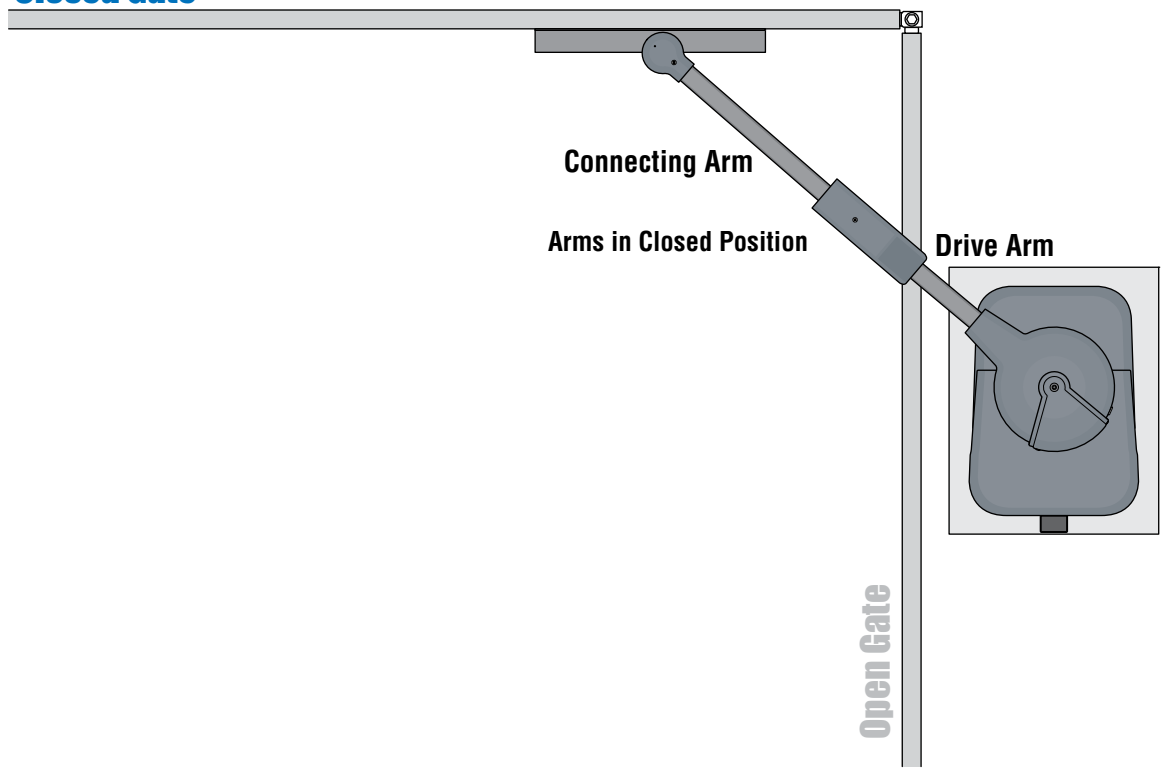 Closed Gate
Connecting Arm
Arms in Closed Position
Drive Arm
Open Gate